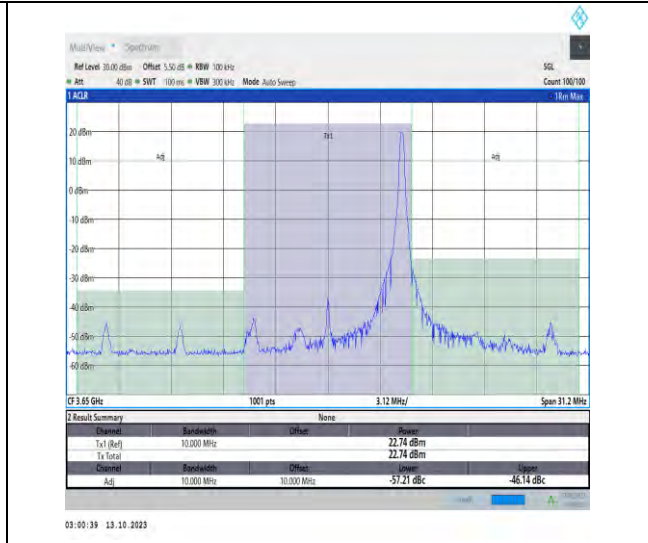 MultiView Spectrum
Ref Level 30.00 dBm Offset 5.50 dB RBW 100 kHz SGL
Att 40 dB SWT 100 ms VBW 300 kHz Mode Auto Sweep Count 100/100
1 ACLR 1Rm Max
Tx1
20 dBm
Adj Adj
10 dBm
0 dBm
-10 dBm
-20 dBm
-30 dBm
-40 dBm
-50 dBm
-60 dBm
CF 3.65 GHz 1001 pts 3.12 MHz/ Span 31.2 MHz
2 Result Summary None
Channel Bandwidth Offset Power
Tx1 (Ref) 10.000 MHz 22.74 dBm
Tx Total 22.74 dBm
Channel Bandwidth Offset Lower Upper
Adj 10.000 MHz 10.000 MHz -57.21 dBc -46.14 dBc
03:00:39 13.10.2023